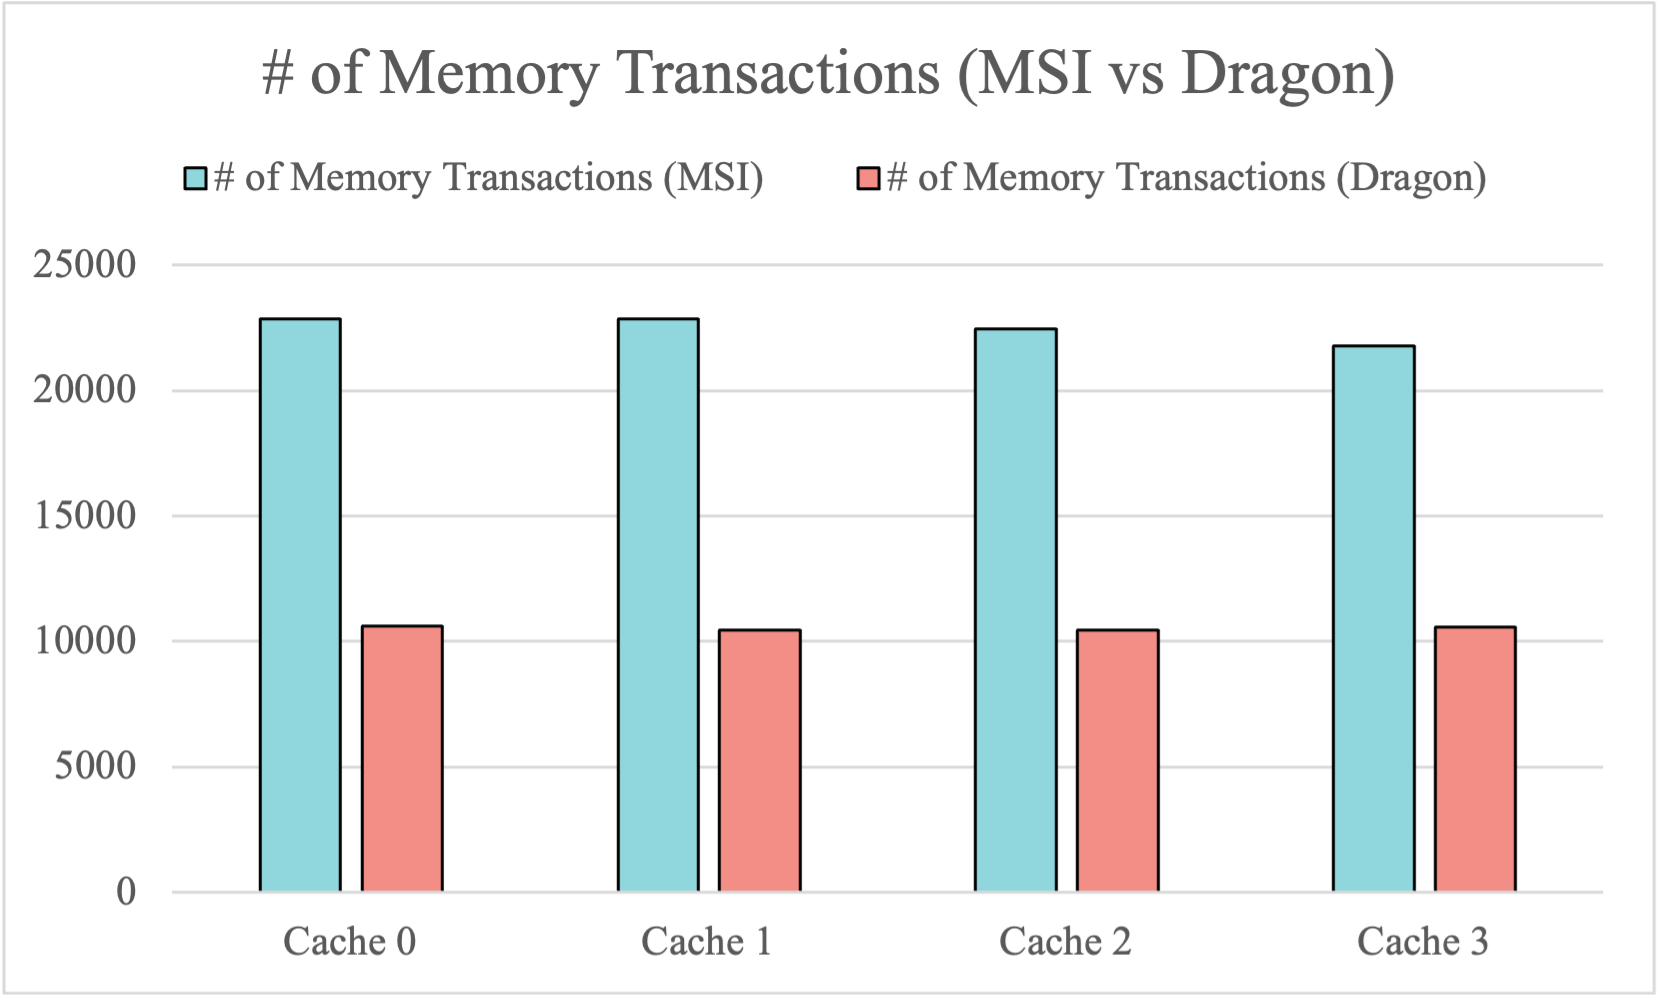 # of Memory Transactions (MSI vs Dragon)
# of Memory Transactions (MSI) # of Memory Transactions (Dragon)
25000
20000
15000
10000
5000
0
Cache 0 Cache 1 Cache 2 Cache 3